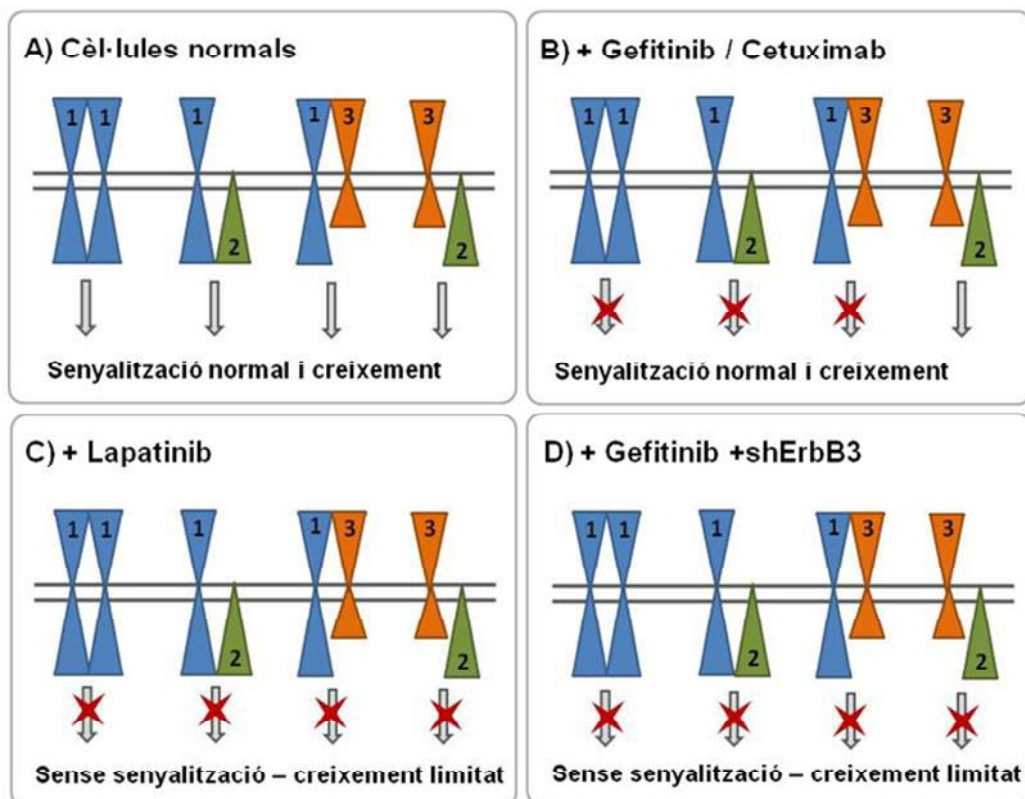 A) Cèl·lules normals
1 1 1 2 1 3 3 2
Senyalització normal i creixement
B) + Gefitinib / Cetuximab
1 1 1 2 1 3 3 2
Senyalització normal i creixement
C) + Lapatinib
1 1 1 2 1 3 3 2
Sense senyalització – creixement limitat
D) + Gefitinib +shErbB3
1 1 1 2 1 3 3 2
Sense senyalització – creixement limitat